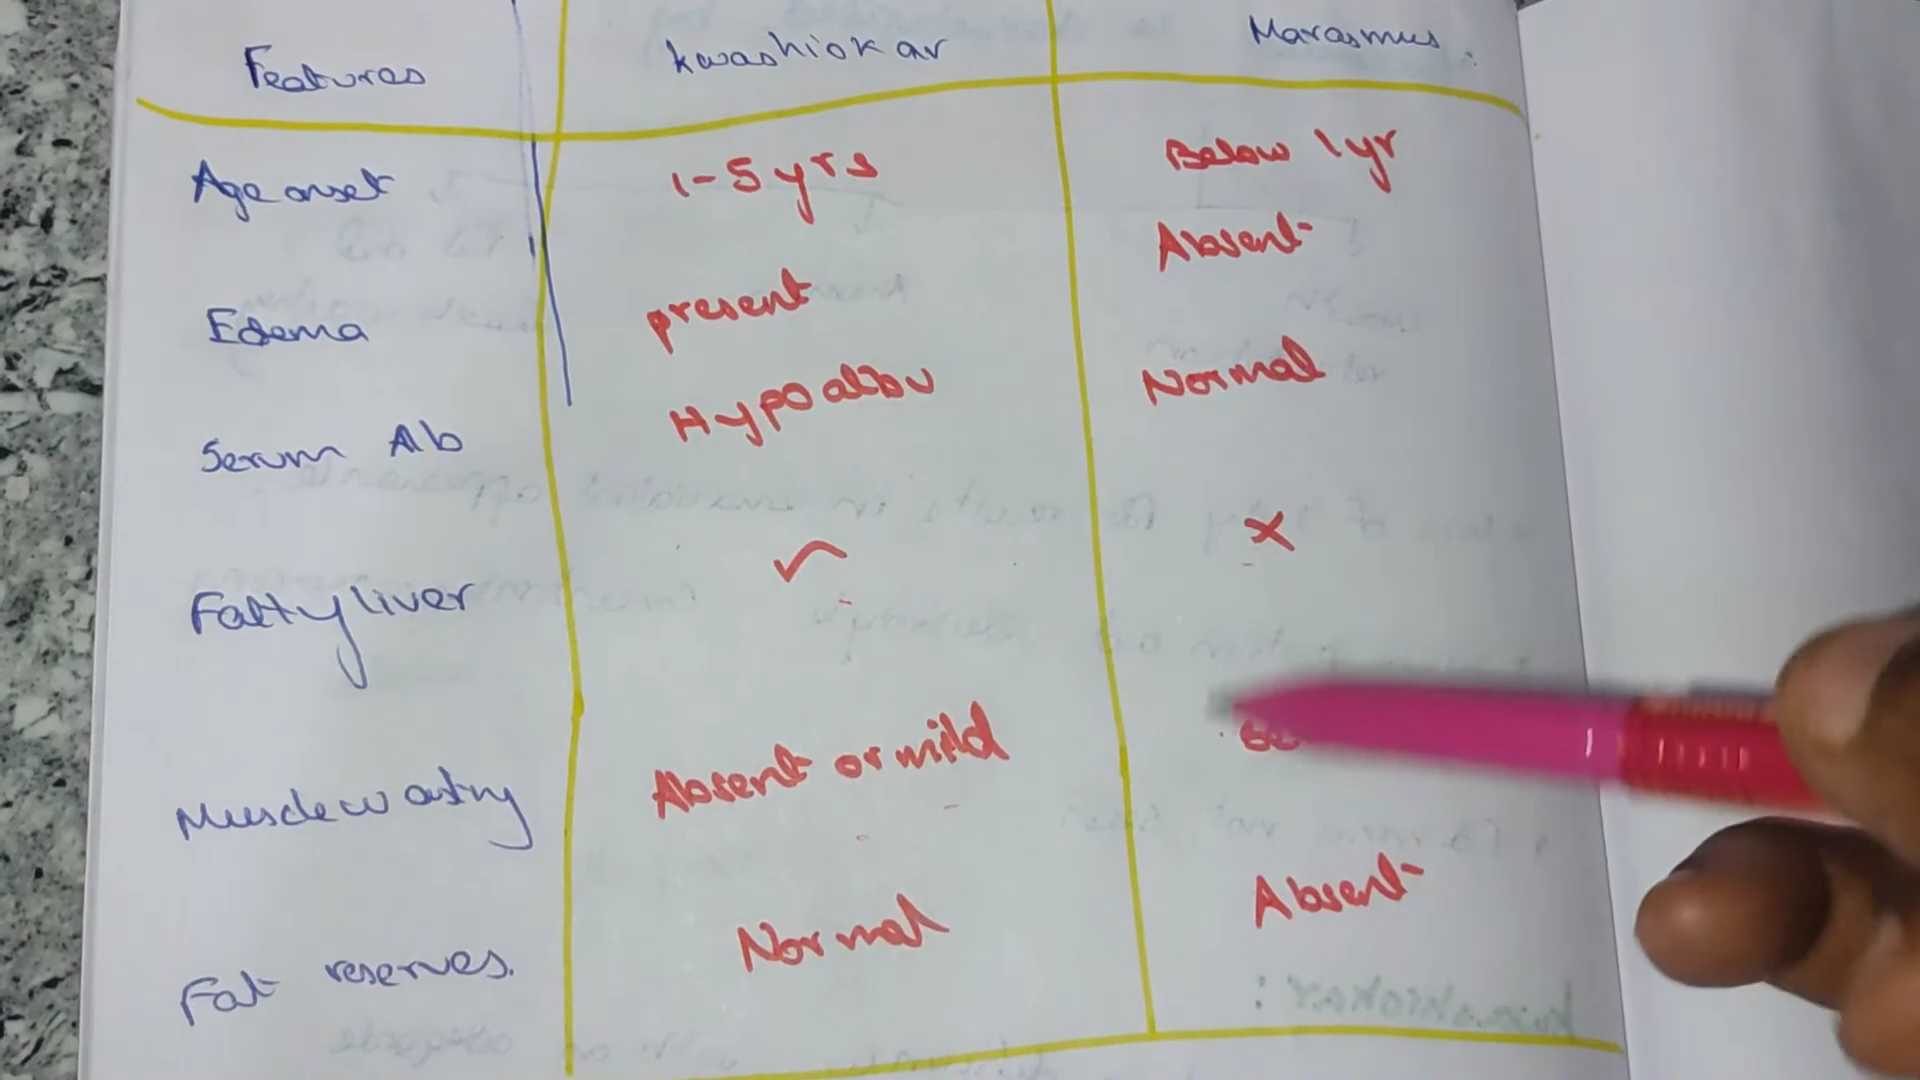 Features kwashiokar Marasmus.
Age onset 1-5 yrs Below 1yr
Edema present Absent
Serum Alb Hypoalbu Normal
Fatty liver ✓ ×
Muscle wasting Absent or mild
Fat reserves. Normal Absent